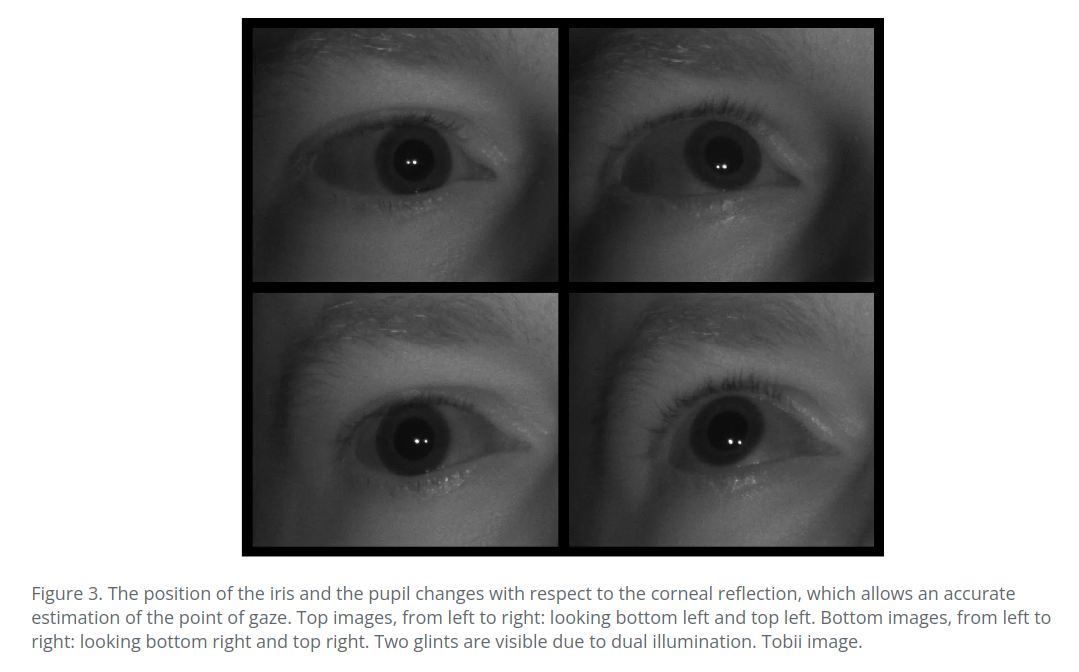 Figure 3. The position of the iris and the pupil changes with respect to the corneal reflection, which allows an accurate
estimation of the point of gaze. Top images, from left to right: looking bottom left and top left. Bottom images, from left to
right: looking bottom right and top right. Two glints are visible due to dual illumination. Tobii image.